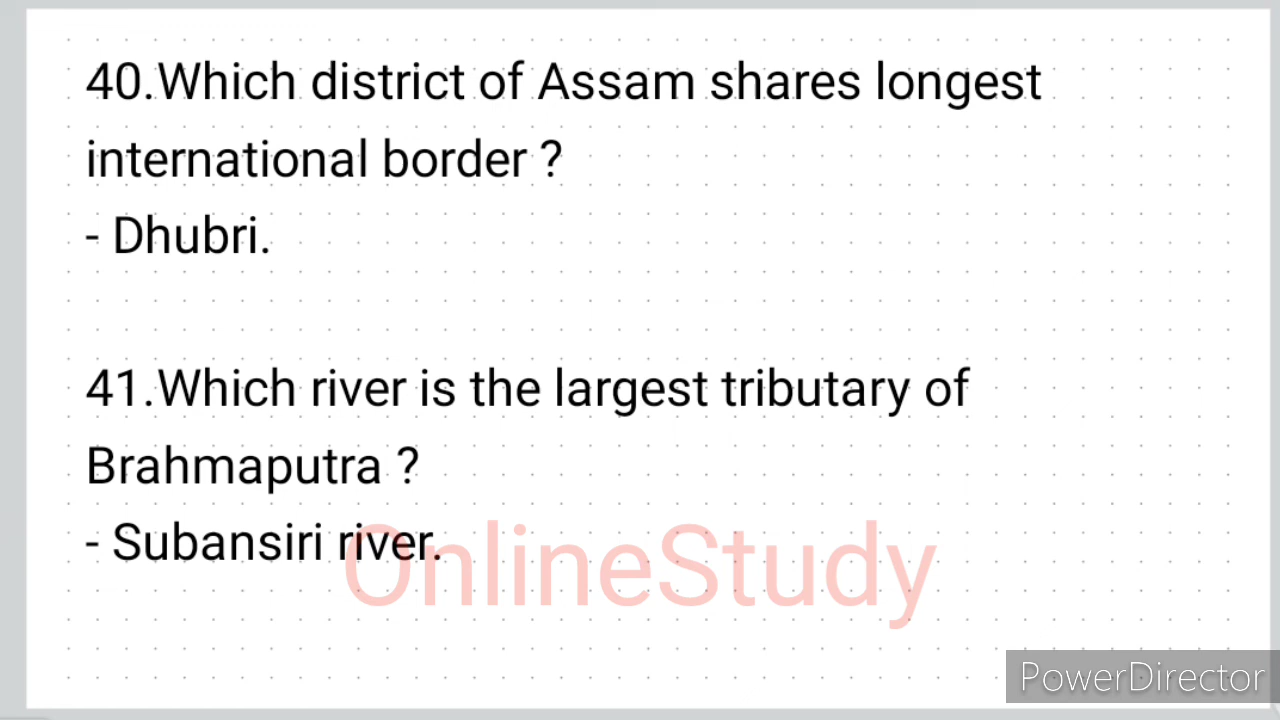 40.Which district of Assam shares longest
international border ?
- Dhubri.
41.Which river is the largest tributary of
Brahmaputra ?
- Subansiri river.
OnlineStudy
PowerDirector